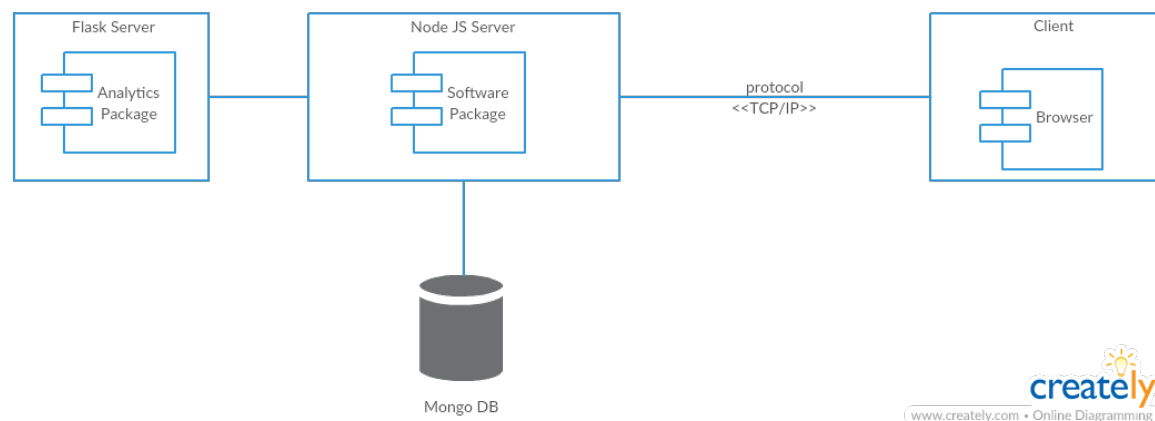 Flask Server
Analytics
Package
Node JS Server
Software
Package
protocol
<<TCP/IP>>
Client
Browser
Mongo DB
creately
www.creately.com • Online Diagramming